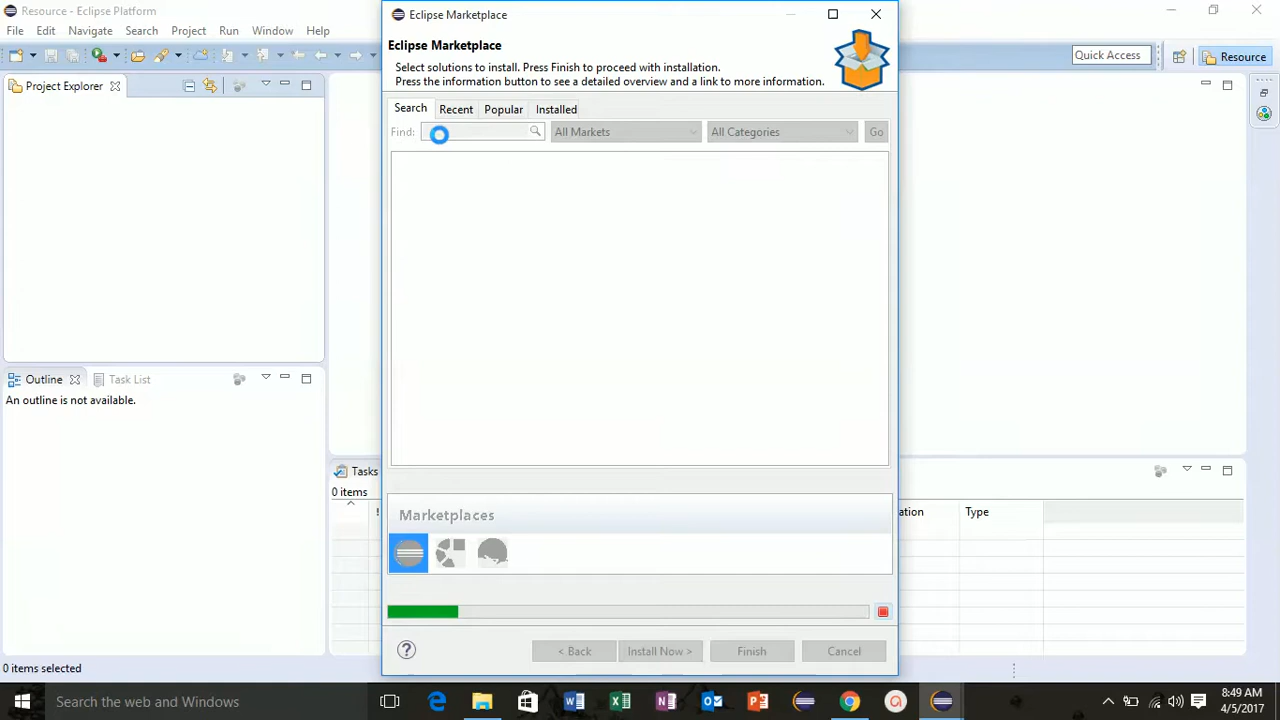 Resource - Eclipse Platform
File Edit Navigate Search Project Run Window Help
Quick Access
Resource
Project Explorer
Outline
Task List
An outline is not available.
Eclipse Marketplace
Eclipse Marketplace
Select solutions to install. Press Finish to proceed with installation.
Press the information button to see a detailed overview and a link to more information.
Search Recent Popular Installed
Find:
All Markets
All Categories
Go
Marketplaces
< Back
Install Now >
Finish
Cancel
Tasks
0 items
!
ation
Type
0 items selected
Search the web and Windows
8:49 AM
4/5/2017